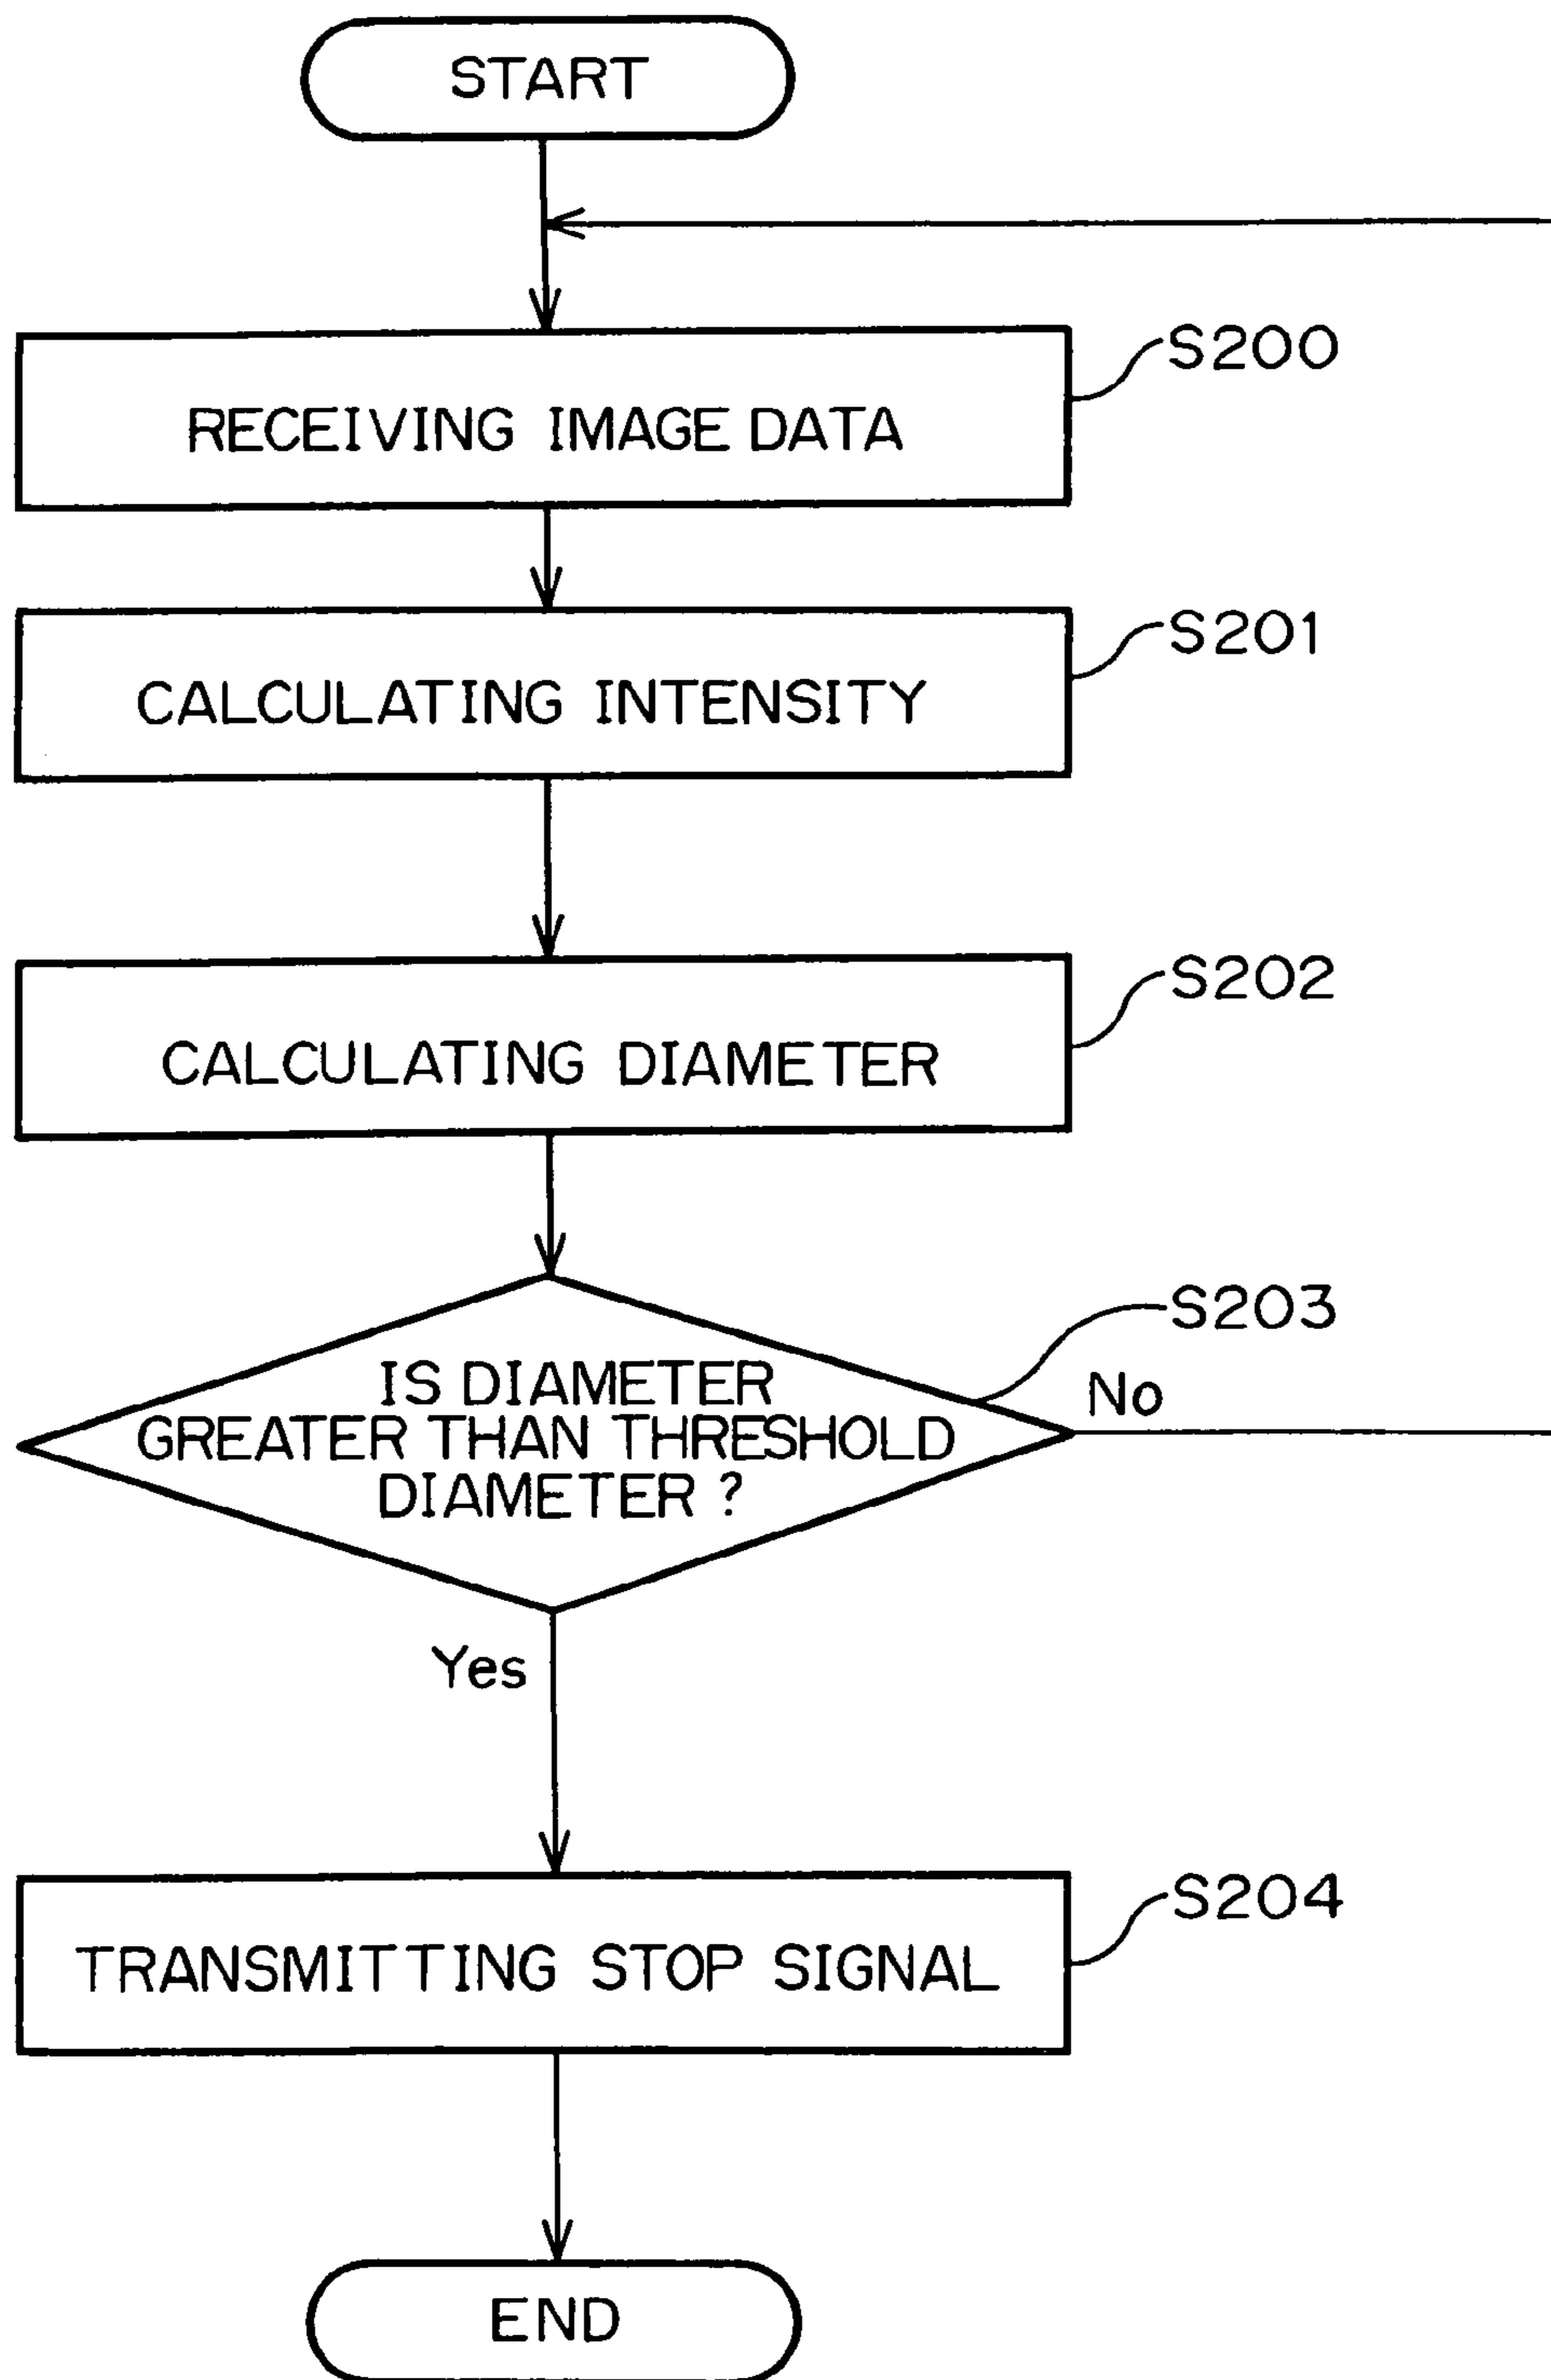 START
RECEIVING IMAGE DATA
S200
CALCULATING INTENSITY
S201
CALCULATING DIAMETER
S202
IS DIAMETER
GREATER THAN THRESHOLD
DIAMETER ?
S203
No
Yes
TRANSMITTING STOP SIGNAL
S204
END